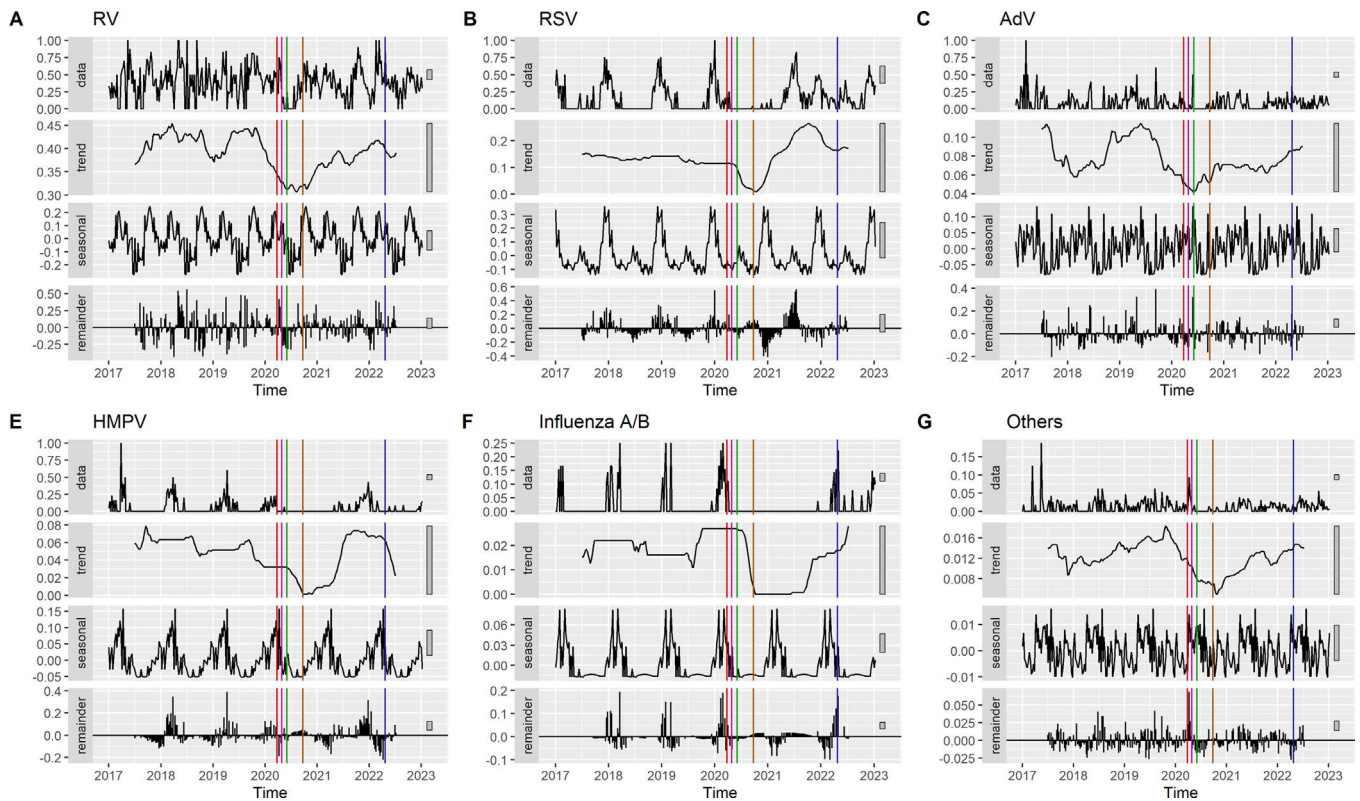 A RV
data
1.00
0.75
0.50
0.25
0.00
trend
0.45
0.40
0.35
0.30
seasonal
0.2
0.1
0.0
-0.1
-0.2
remainder
0.50
0.25
0.00
-0.25
2017 2018 2019 2020 2021 2022 2023
Time
B RSV
data
1.00
0.75
0.50
0.25
0.00
trend
0.2
0.1
0.0
seasonal
0.3
0.2
0.1
0.0
-0.1
remainder
0.6
0.4
0.2
0.0
-0.2
-0.4
2017 2018 2019 2020 2021 2022 2023
Time
C AdV
data
1.00
0.75
0.50
0.25
0.00
trend
0.10
0.08
0.06
0.04
seasonal
0.10
0.05
0.00
-0.05
remainder
0.4
0.2
0.0
-0.2
2017 2018 2019 2020 2021 2022 2023
Time
E HMPV
data
1.00
0.75
0.50
0.25
0.00
trend
0.08
0.06
0.04
0.02
0.00
seasonal
0.15
0.10
0.05
0.00
-0.05
remainder
0.4
0.2
0.0
-0.2
2017 2018 2019 2020 2021 2022 2023
Time
F Influenza A/B
data
0.25
0.20
0.15
0.10
0.05
0.00
trend
0.02
0.01
0.00
seasonal
0.06
0.03
0.00
remainder
0.2
0.1
0.0
-0.1
2017 2018 2019 2020 2021 2022 2023
Time
G Others
data
0.15
0.10
0.05
0.00
trend
0.016
0.012
0.008
seasonal
0.01
0.00
-0.01
remainder
0.050
0.025
0.000
-0.025
2017 2018 2019 2020 2021 2022 2023
Time